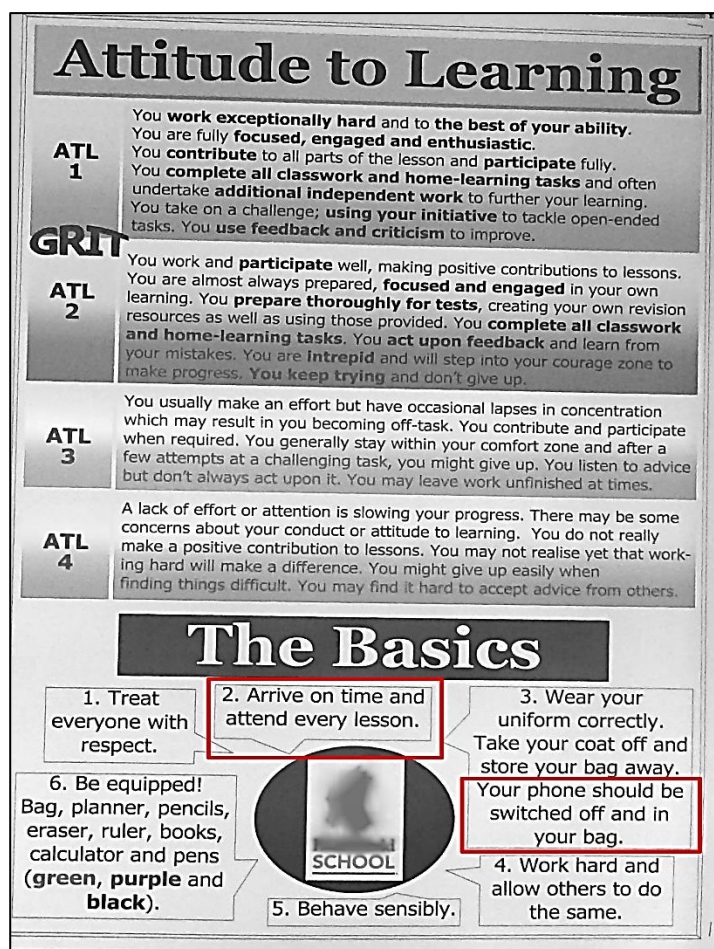 Attitude to Learning
ATL
1
You work exceptionally hard and to the best of your ability.
You are fully focused, engaged and enthusiastic.
You contribute to all parts of the lesson and participate fully.
You complete all classwork and home-learning tasks and often
undertake additional independent work to further your learning.
You take on a challenge; using your initiative to tackle open-ended
tasks. You use feedback and criticism to improve.
GRIT
ATL
2
You work and participate well, making positive contributions to lessons.
You are almost always prepared, focused and engaged in your own
learning. You prepare thoroughly for tests, creating your own revision
resources as well as using those provided. You complete all classwork
and home-learning tasks. You act upon feedback and learn from
your mistakes. You are intrepid and will step into your courage zone to
make progress. You keep trying and don't give up.
ATL
3
You usually make an effort but have occasional lapses in concentration
which may result in you becoming off-task. You contribute and participate
when required. You generally stay within your comfort zone and after a
few attempts at a challenging task, you might give up. You listen to advice
but don't always act upon it. You may leave work unfinished at times.
ATL
4
A lack of effort or attention is slowing your progress. There may be some
concerns about your conduct or attitude to learning. You do not really
make a positive contribution to lessons. You may not realise yet that work-
ing hard will make a difference. You might give up easily when
finding things difficult. You may find it hard to accept advice from others.
The Basics
1. Treat
everyone with
respect.
2. Arrive on time and
attend every lesson.
3. Wear your
uniform correctly.
Take your coat off and
store your bag away.
Your phone should be
switched off and in
your bag.
4. Work hard and
allow others to do
the same.
5. Behave sensibly.
6. Be equipped!
Bag, planner, pencils,
eraser, ruler, books,
calculator and pens
(green, purple and
black).
SCHOOL